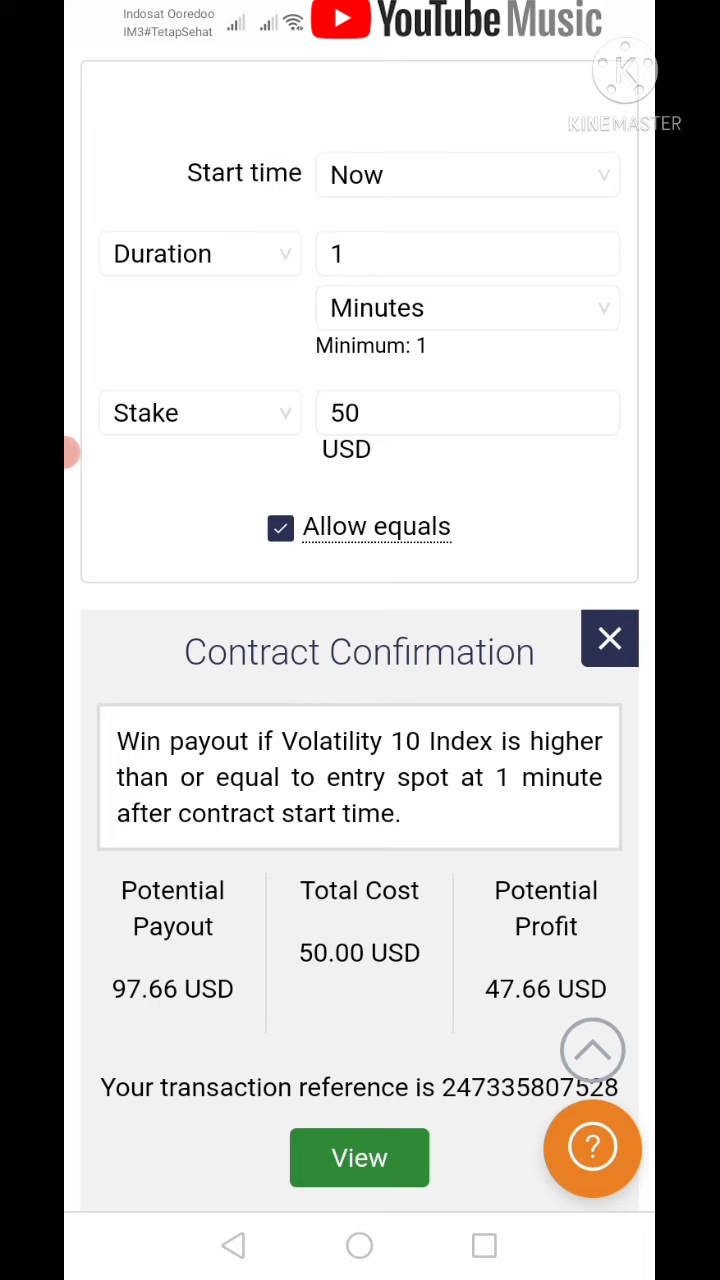 Indosat Ooredoo
IM3#TetapSehat
YouTube Music
K
KINEMASTER
Start time Now
Duration 1
Minutes
Minimum: 1
Stake 50
USD
Allow equals
Contract Confirmation
Win payout if Volatility 10 Index is higher
than or equal to entry spot at 1 minute
after contract start time.
Potential Payout
97.66 USD
Total Cost
50.00 USD
Potential Profit
47.66 USD
Your transaction reference is 247335807528
View
?